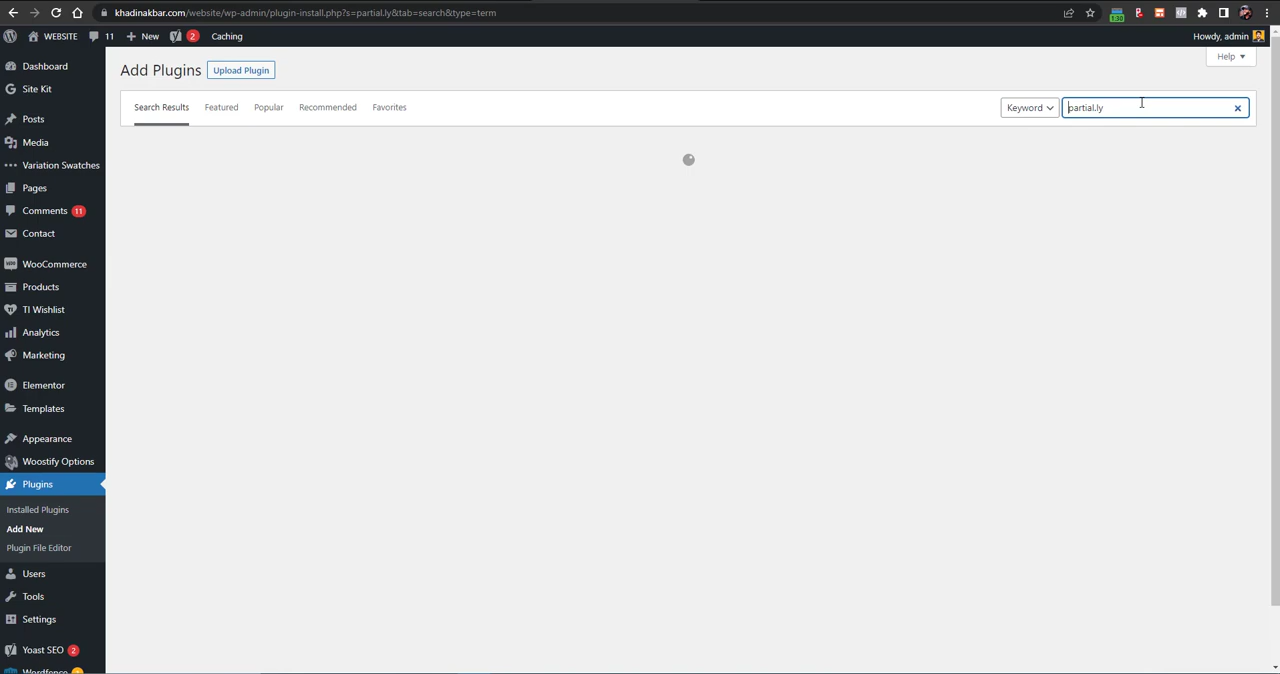 khadinakbar.com/website/wp-admin/plugin-install.php?s=partial.ly&tab=search&type=term
1:30
WEBSITE 11 New 2 Caching Howdy, admin
Help
Add Plugins Upload Plugin
Search Results Featured Popular Recommended Favorites Keyword partial.ly
Dashboard
Site Kit
Posts
Media
Variation Swatches
Pages
Comments 11
Contact
WooCommerce
Products
TI Wishlist
Analytics
Marketing
Elementor
Templates
Appearance
Woostify Options
Plugins
Installed Plugins
Add New
Plugin File Editor
Users
Tools
Settings
Yoast SEO 2
Wordfence